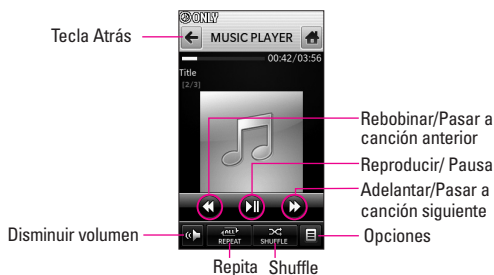 ONLY
Tecla Atrás
MUSIC PLAYER
00:42/03:56
Title
[2/3]
Rebobinar/Pasar a
canción anterior
Reproducir/ Pausa
Adelantar/Pasar a
canción siguiente
Disminuir volumen
ALL
REPEAT
SHUFFLE
Opciones
Repita
Shuffle